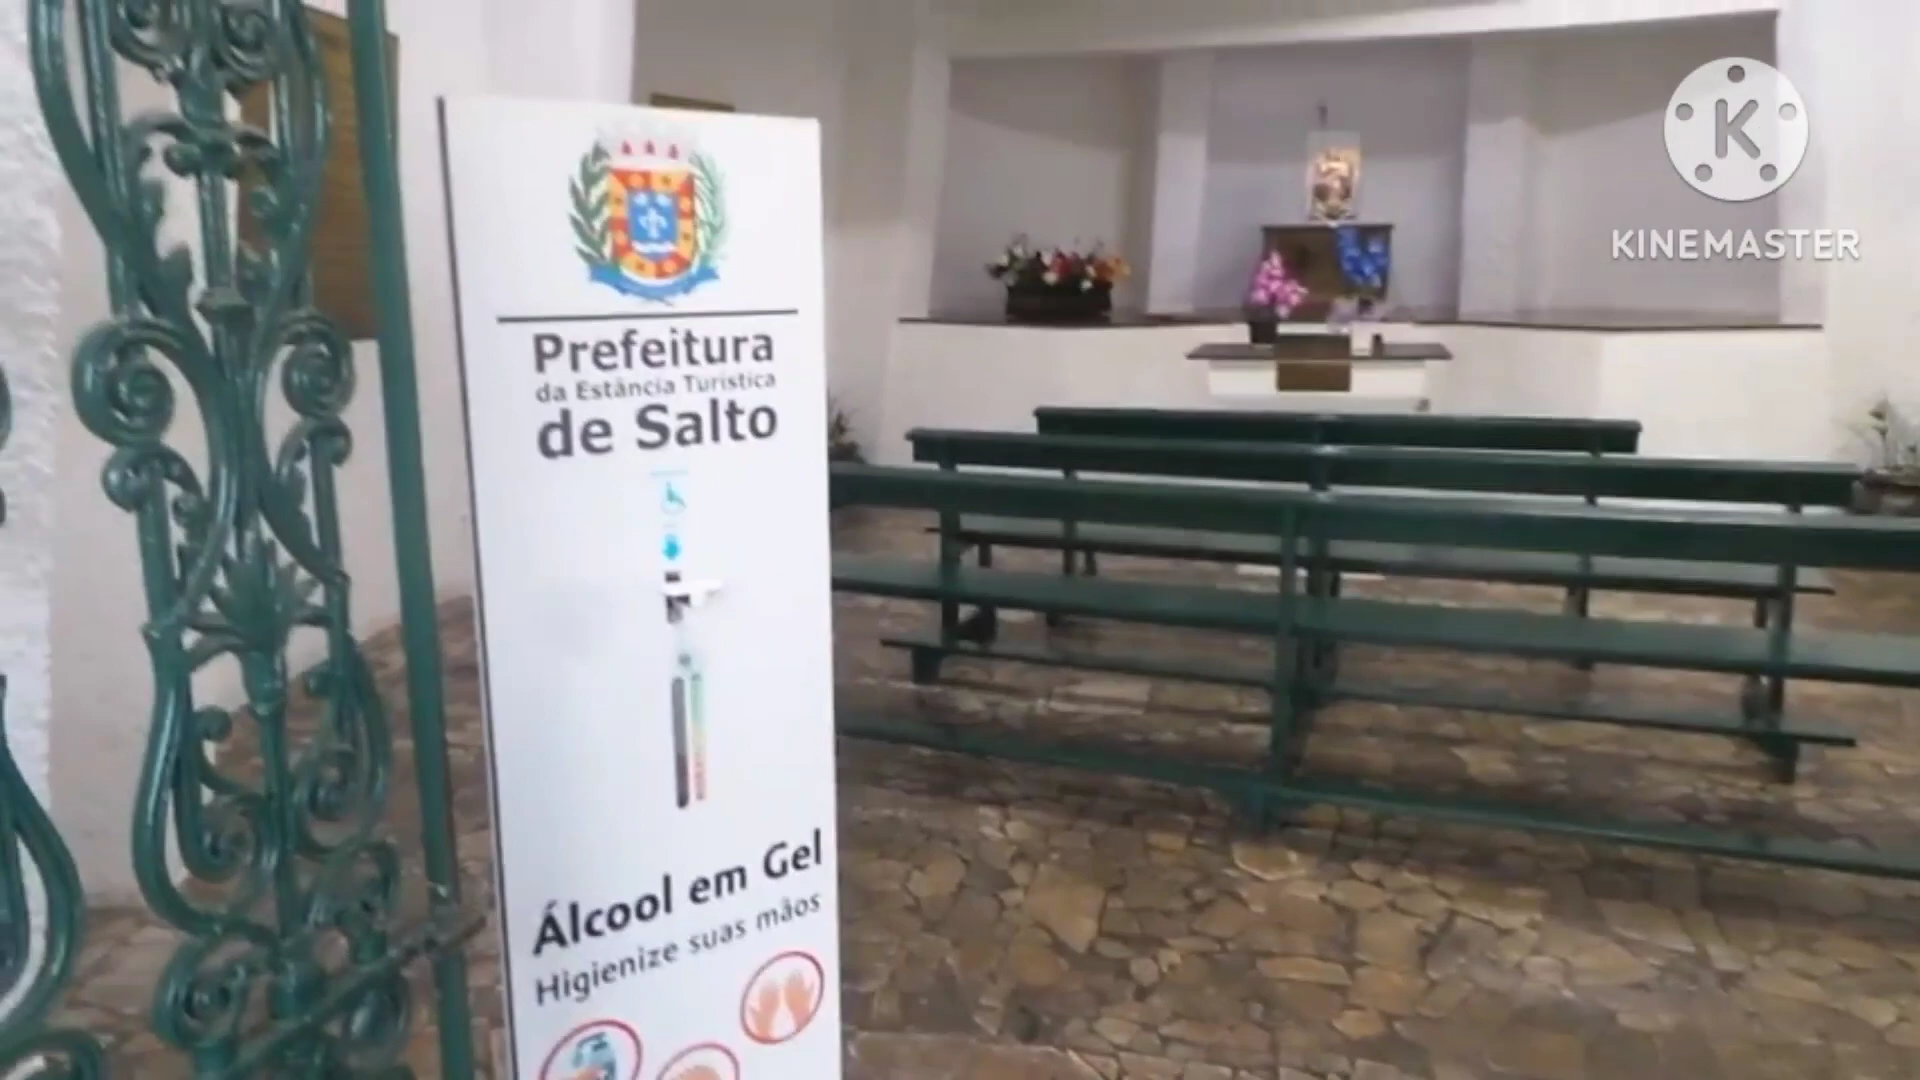 Prefeitura
da Estância Turística
de Salto
Álcool em Gel
Higienize suas mãos
K
KINEMASTER